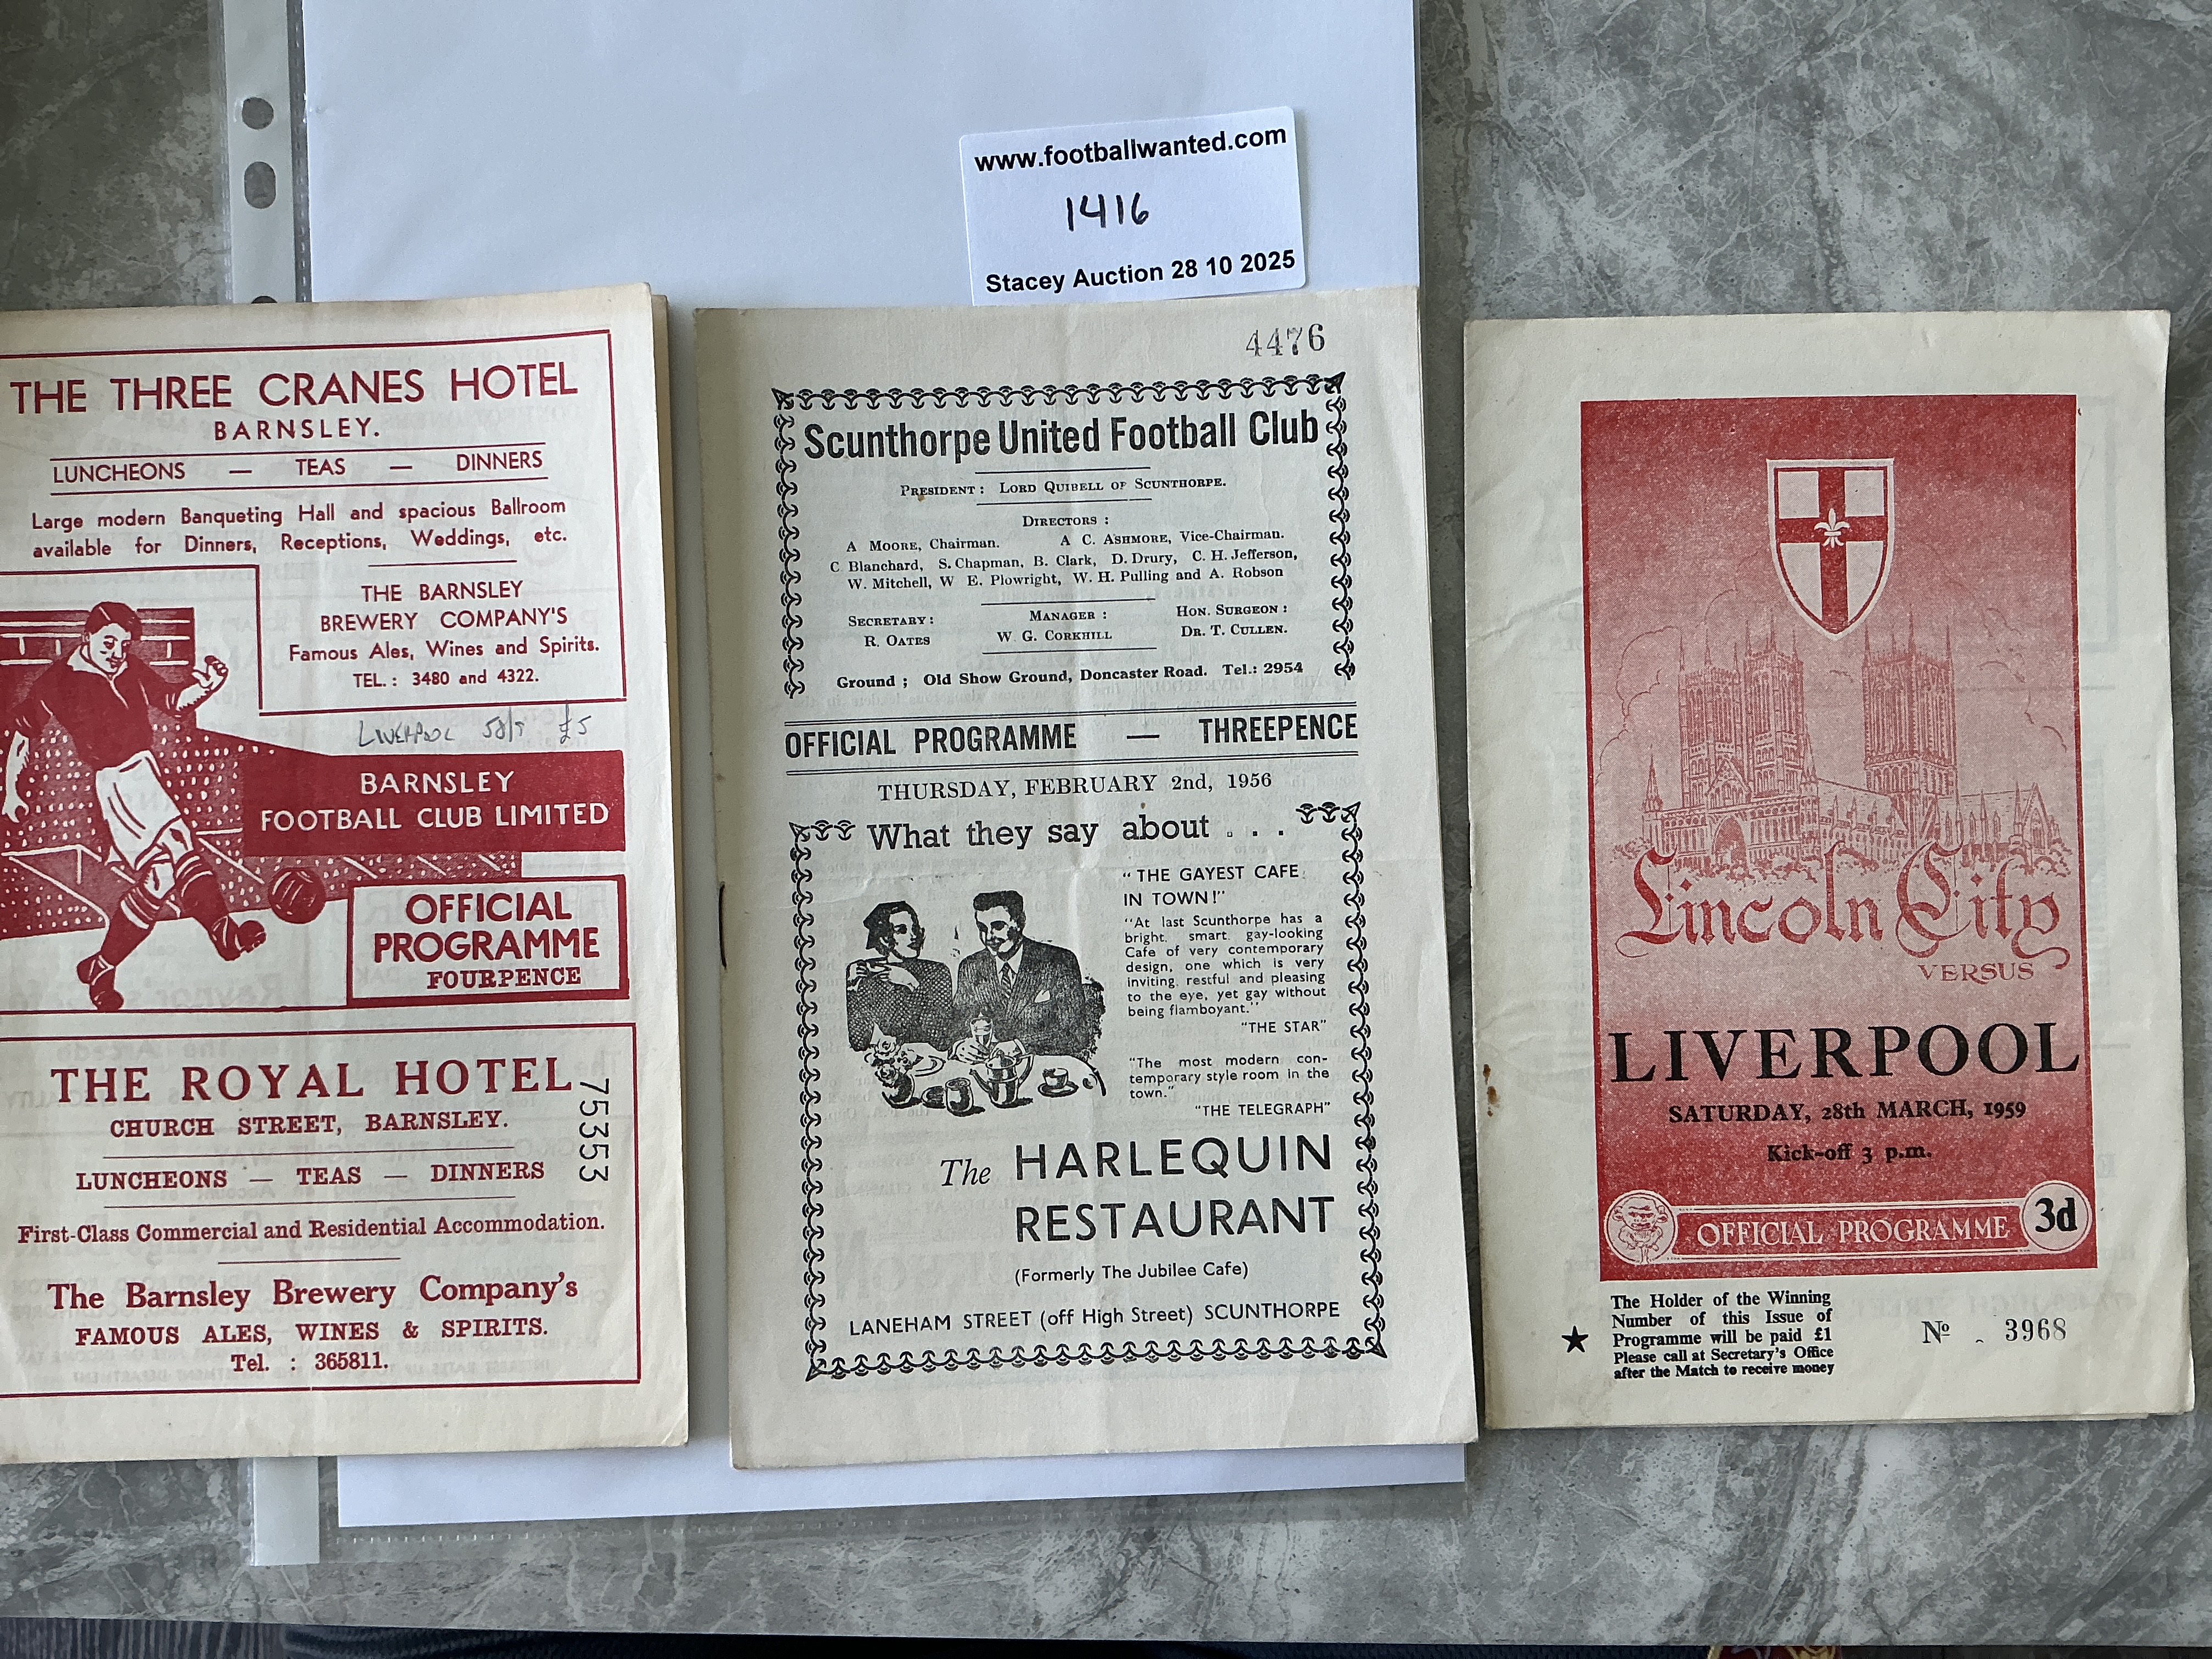 www.footballwanted.com
1416
Stacey Auction 28 10 2025
THE THREE CRANES HOTEL
BARNSLEY.
LUNCHEONS — TEAS — DINNERS
Large modern Banqueting Hall and spacious Ballroom
available for Dinners, Receptions, Weddings, etc.
THE BARNSLEY
BREWERY COMPANY'S
Famous Ales, Wines and Spirits.
TEL. : 3480 and 4322.
LIVERPOOL 58/9 £5
BARNSLEY
FOOTBALL CLUB LIMITED
OFFICIAL
PROGRAMME
FOURPENCE
THE ROYAL HOTEL
CHURCH STREET, BARNSLEY.
LUNCHEONS — TEAS — DINNERS
75353
First-Class Commercial and Residential Accommodation.
The Barnsley Brewery Company's
FAMOUS ALES, WINES & SPIRITS.
Tel. : 365811.
4476
Scunthorpe United Football Club
PRESIDENT : LORD QUIBELL OF SCUNTHORPE.
DIRECTORS :
A MOORE, Chairman. A C. ASHMORE, Vice-Chairman.
C Blanchard, S. Chapman, B. Clark, D. Drury, C. H. Jefferson,
W. Mitchell, W E. Plowright, W. H. Pulling and A. Robson
SECRETARY : MANAGER : HON. SURGEON :
R. OATES W. G. CORKHILL DR. T. CULLEN.
Ground ; Old Show Ground, Doncaster Road. Tel.: 2954
OFFICIAL PROGRAMME — THREEPENCE
THURSDAY, FEBRUARY 2nd, 1956
What they say about . . .
"THE GAYEST CAFE
IN TOWN!"
"At last Scunthorpe has a
bright, smart, gay-looking
Cafe of very contemporary
design, one which is very
inviting, restful and pleasing
to the eye, yet gay without
being flamboyant."
"THE STAR"
"The most modern con-
temporary style room in the
town."
"THE TELEGRAPH"
The HARLEQUIN
RESTAURANT
(Formerly The Jubilee Cafe)
LANEHAM STREET (off High Street) SCUNTHORPE
Lincoln City
VERSUS
LIVERPOOL
SATURDAY, 28th MARCH, 1959
Kick-off 3 p.m.
OFFICIAL PROGRAMME 3d
The Holder of the Winning
Number of this Issue of
Programme will be paid £1
Please call at Secretary's Office
after the Match to receive money
★
Nº 3968